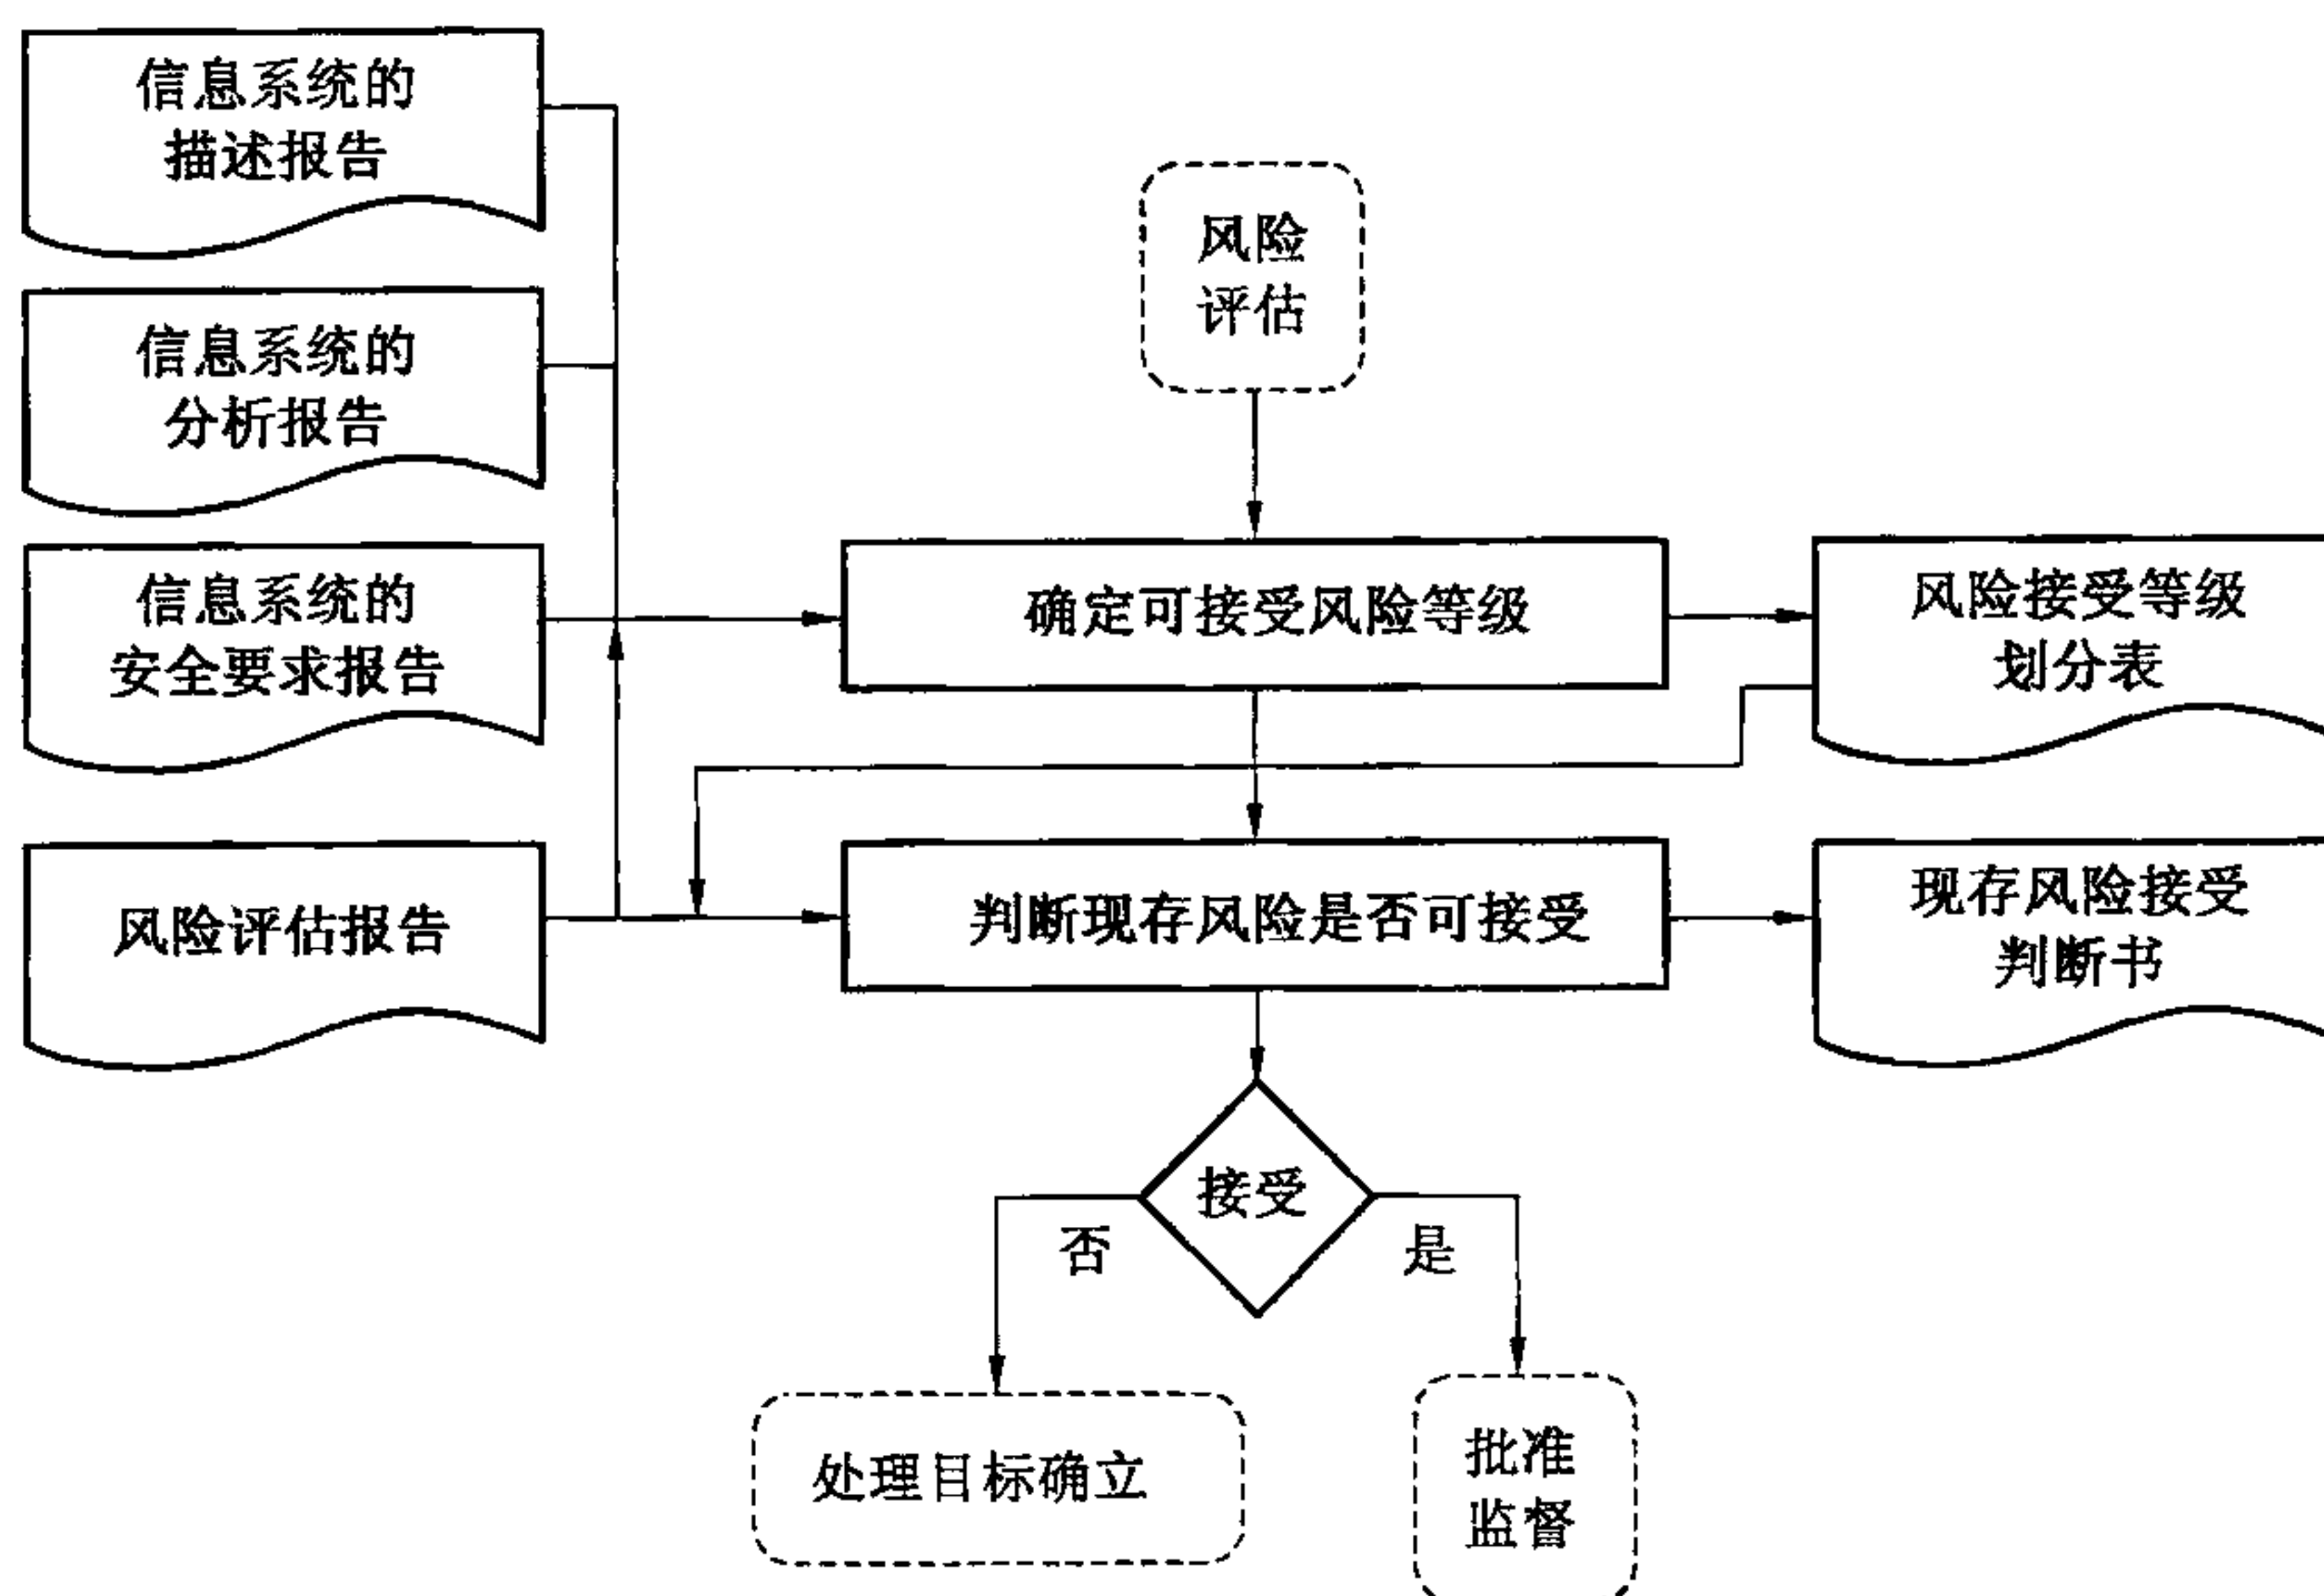 信息系统的
描述报告
风险
评估
信息系统的
分析报告
信息系统的
安全要求报告
确定可接受风险等级
风险接受等级
划分表
风险评估报告
判断现存风险是否可接受
现存风险接受
判断书
接受
否
是
处理目标确立
批准
监督